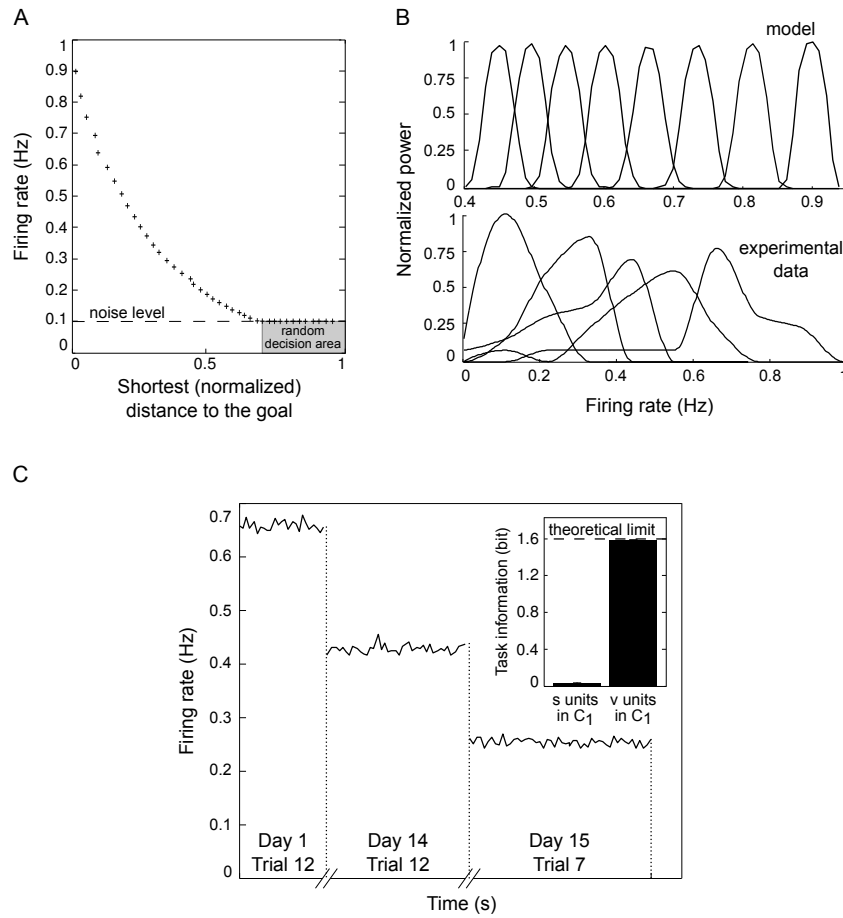 A
1
0.9
0.8
0.7
0.6
0.5
0.4
0.3
0.2
0.1
0
Firing rate (Hz)
noise level
random
decision area
0
0.5
1
Shortest (normalized)
distance to the goal
B
model
1
0.75
0.5
0.25
0
0.4
0.5
0.6
0.7
0.8
0.9
Normalized power
experimental
data
1
0.75
0.5
0.25
0
0
0.2
0.4
0.6
0.8
1
Firing rate (Hz)
C
0.7
0.6
0.5
0.4
0.3
0.2
0.1
0
Firing rate (Hz)
theoretical limit
1.6
1.2
0.8
0.4
0
Task information (bit)
s units
in C1
v units
in C1
Day 1
Trial 12
Day 14
Trial 12
Day 15
Trial 7
Time (s)